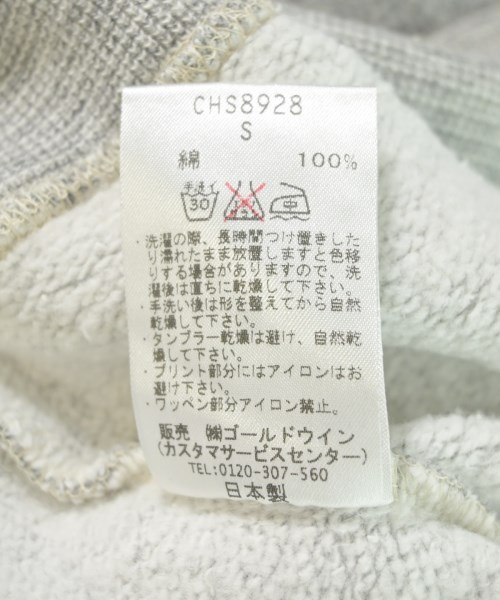 CHS8928
S
綿 100%
手洗イ
30
エンソサラシ
中
・洗濯の際、長時間つけ置きした
り濡れたまま放置しますと色移
りする場合がありますので、洗
濯後は直ちに乾燥して下さい。
・手洗い後は形を整えてから自然
乾燥して下さい。
・タンブラー乾燥は避け、自然乾
燥して下さい。
・プリント部分にはアイロンはお
避け下さい。
・ワッペン部分アイロン禁止。
販売 ㈱ゴールドウイン
(カスタマサービスセンター)
TEL:0120-307-560
日本製